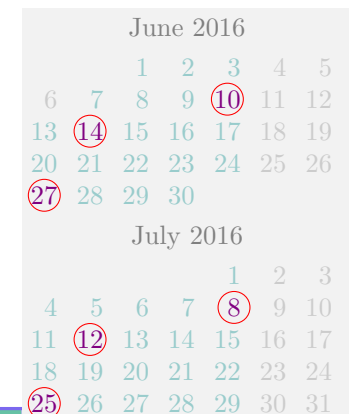 June 2016
1 2 3 4 5
6 7 8 9 10 11 12
13 14 15 16 17 18 19
20 21 22 23 24 25 26
27 28 29 30
July 2016
1 2 3
4 5 6 7 8 9 10
11 12 13 14 15 16 17
18 19 20 21 22 23 24
25 26 27 28 29 30 31